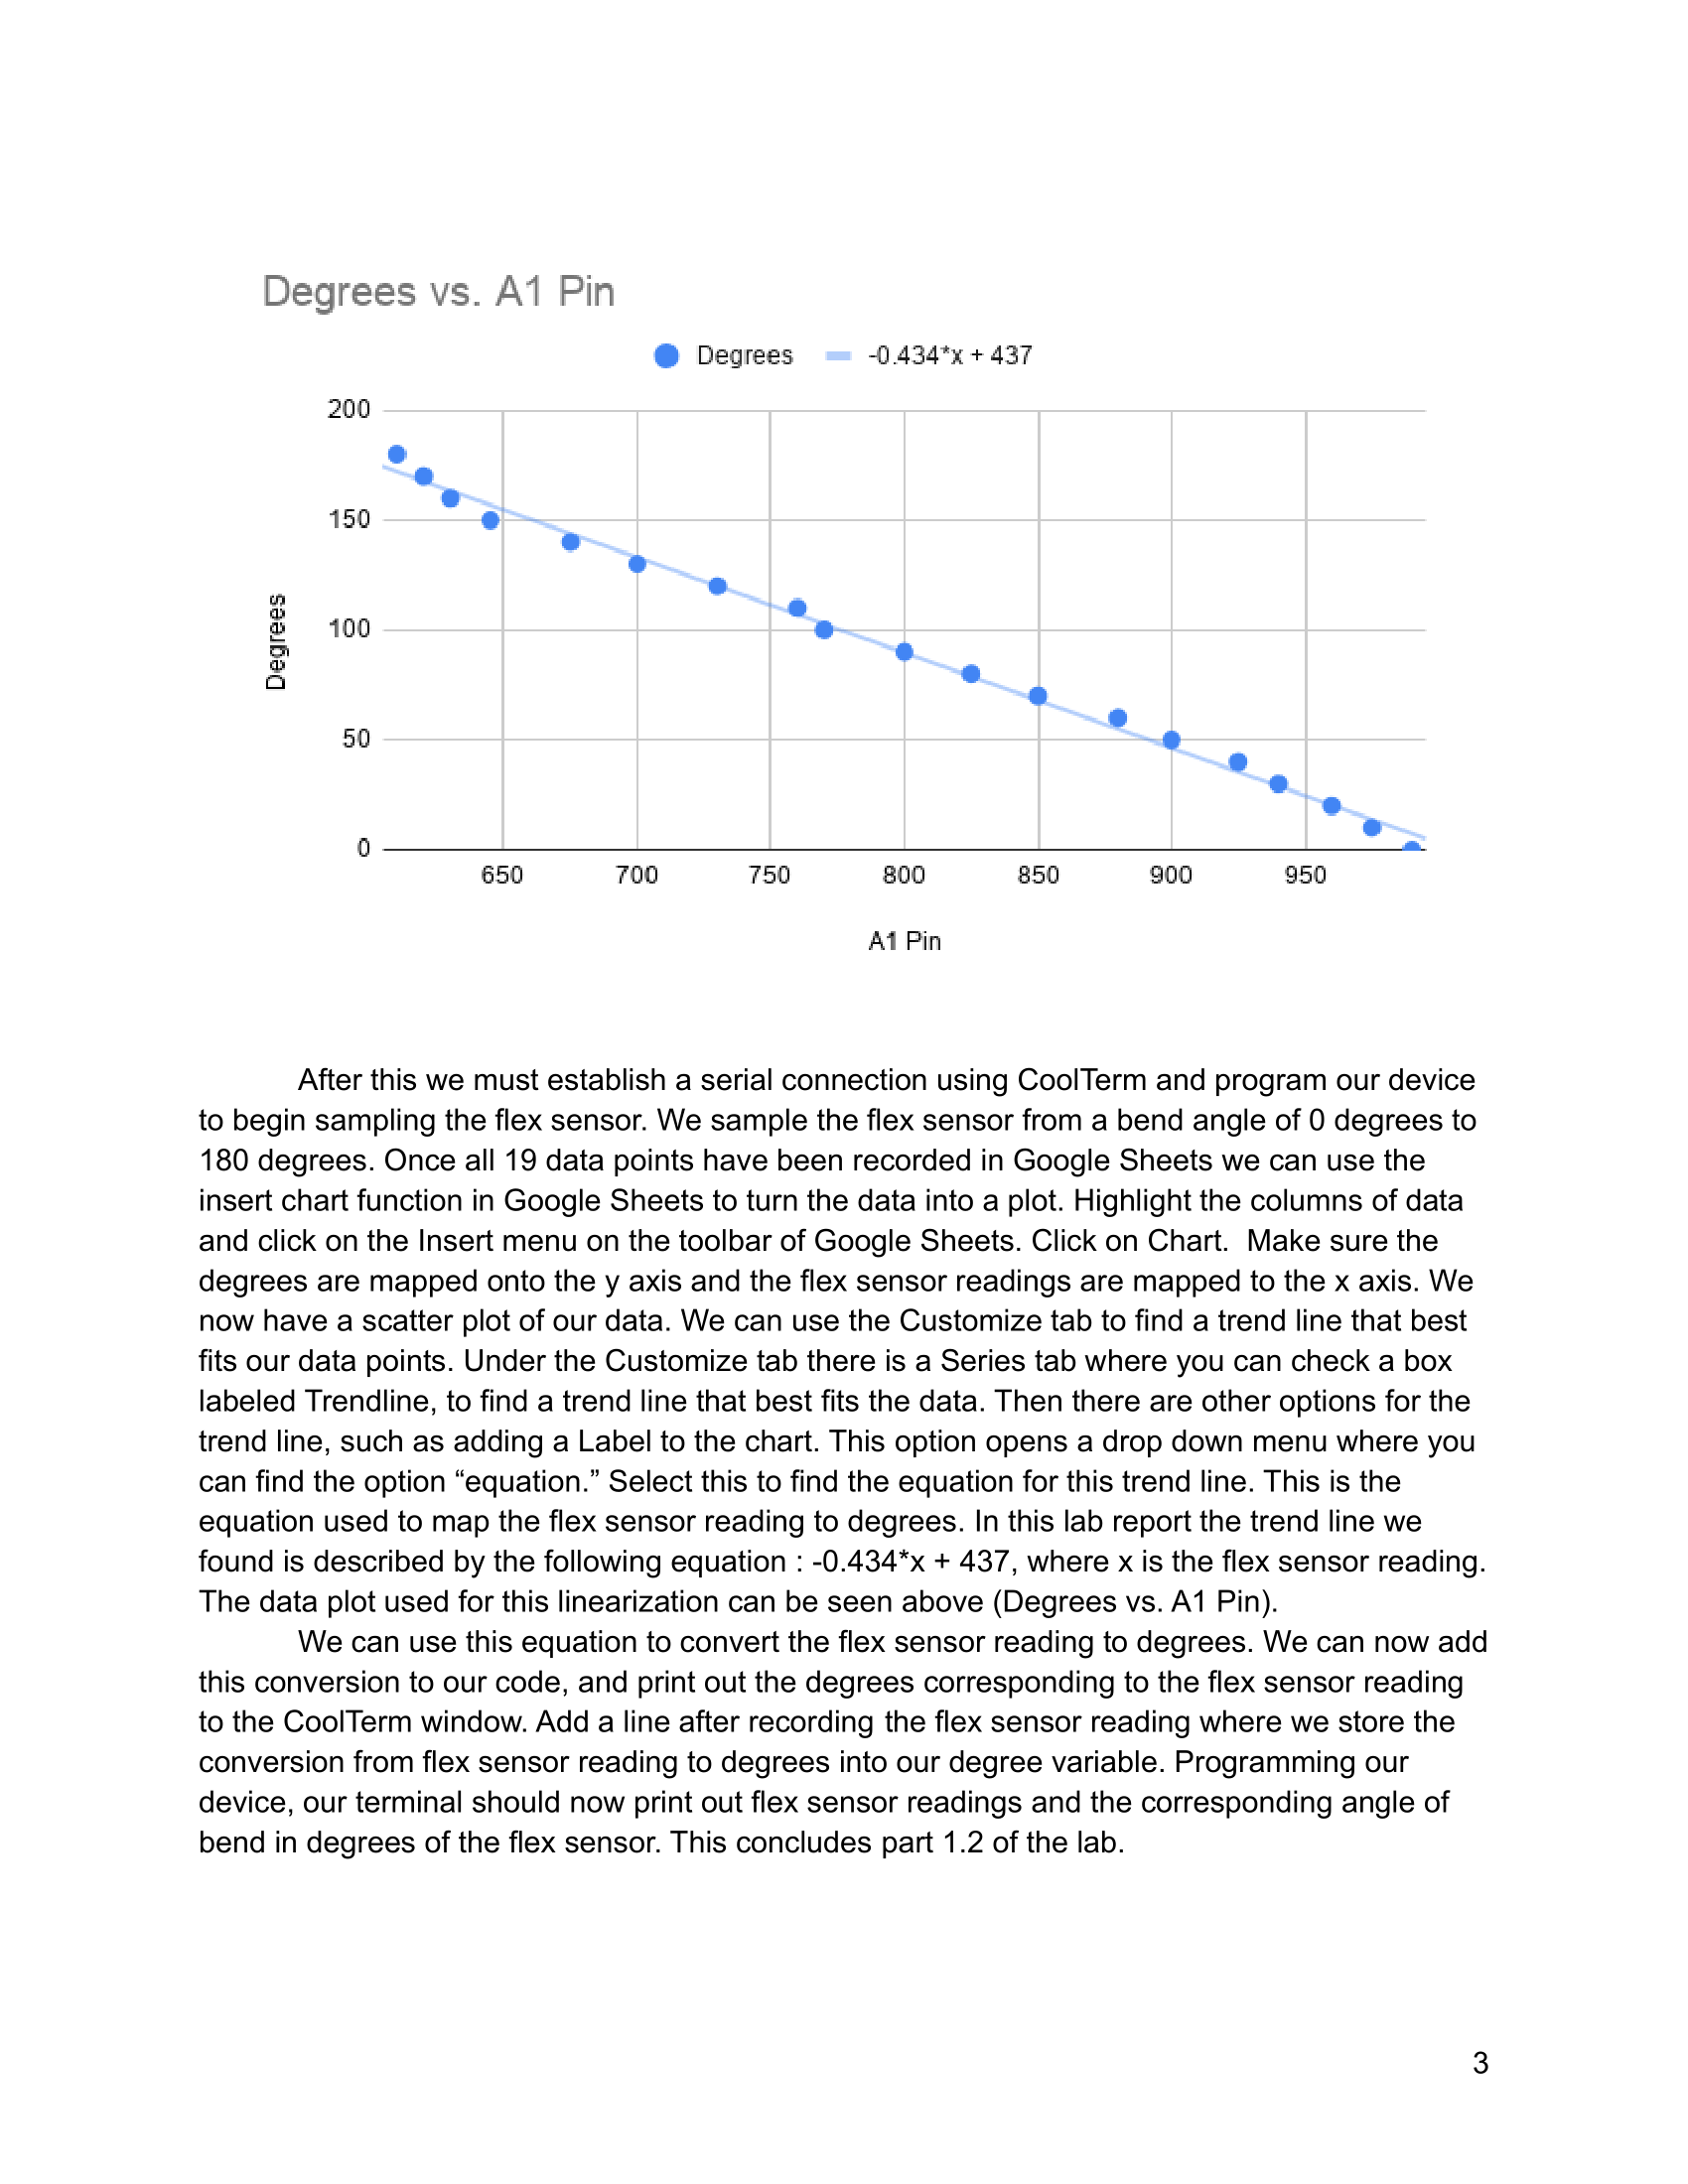 Degrees vs. A1 Pin
Degrees -0.434*x + 437
200
150
100
50
0
Degrees
650 700 750 800 850 900 950
A1 Pin
After this we must establish a serial connection using CoolTerm and program our device
to begin sampling the flex sensor. We sample the flex sensor from a bend angle of 0 degrees to
180 degrees. Once all 19 data points have been recorded in Google Sheets we can use the
insert chart function in Google Sheets to turn the data into a plot. Highlight the columns of data
and click on the Insert menu on the toolbar of Google Sheets. Click on Chart.  Make sure the
degrees are mapped onto the y axis and the flex sensor readings are mapped to the x axis. We
now have a scatter plot of our data. We can use the Customize tab to find a trend line that best
fits our data points. Under the Customize tab there is a Series tab where you can check a box
labeled Trendline, to find a trend line that best fits the data. Then there are other options for the
trend line, such as adding a Label to the chart. This option opens a drop down menu where you
can find the option “equation.” Select this to find the equation for this trend line. This is the
equation used to map the flex sensor reading to degrees. In this lab report the trend line we
found is described by the following equation : -0.434*x + 437, where x is the flex sensor reading.
The data plot used for this linearization can be seen above (Degrees vs. A1 Pin).
We can use this equation to convert the flex sensor reading to degrees. We can now add
this conversion to our code, and print out the degrees corresponding to the flex sensor reading
to the CoolTerm window. Add a line after recording the flex sensor reading where we store the
conversion from flex sensor reading to degrees into our degree variable. Programming our
device, our terminal should now print out flex sensor readings and the corresponding angle of
bend in degrees of the flex sensor. This concludes part 1.2 of the lab.
3